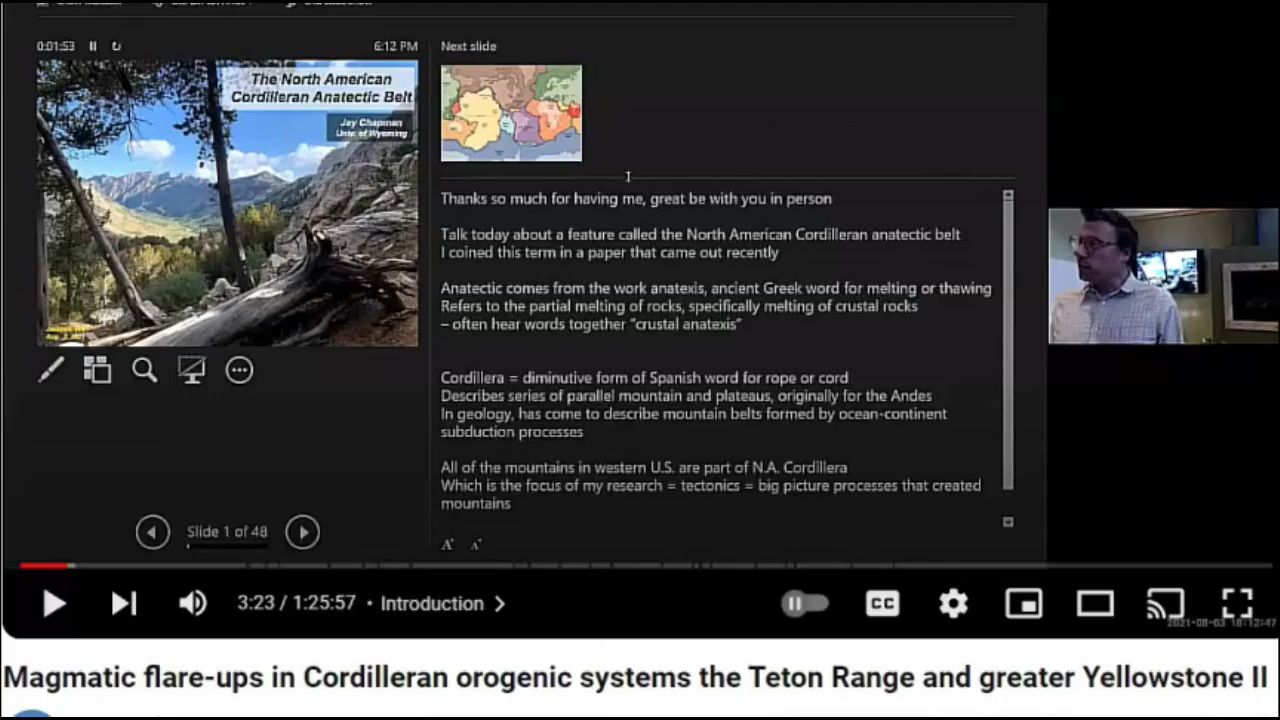 0:01:53
6:12 PM
Next slide
The North American
Cordilleran Anatectic Belt
Jay Chapman
Univ. of Wyoming
Thanks so much for having me, great be with you in person
Talk today about a feature called the North American Cordilleran anatectic belt
I coined this term in a paper that came out recently
Anatectic comes from the work anatexis, ancient Greek word for melting or thawing
Refers to the partial melting of rocks, specifically melting of crustal rocks
– often hear words together “crustal anatexis”
Cordillera = diminutive form of Spanish word for rope or cord
Describes series of parallel mountain and plateaus, originally for the Andes
In geology, has come to describe mountain belts formed by ocean-continent
subduction processes
All of the mountains in western U.S. are part of N.A. Cordillera
Which is the focus of my research = tectonics = big picture processes that created
mountains
Slide 1 of 48
A A
3:23 / 1:25:57 • Introduction
CC
2021-08-03 18:12:47
Magmatic flare-ups in Cordilleran orogenic systems the Teton Range and greater Yellowstone II